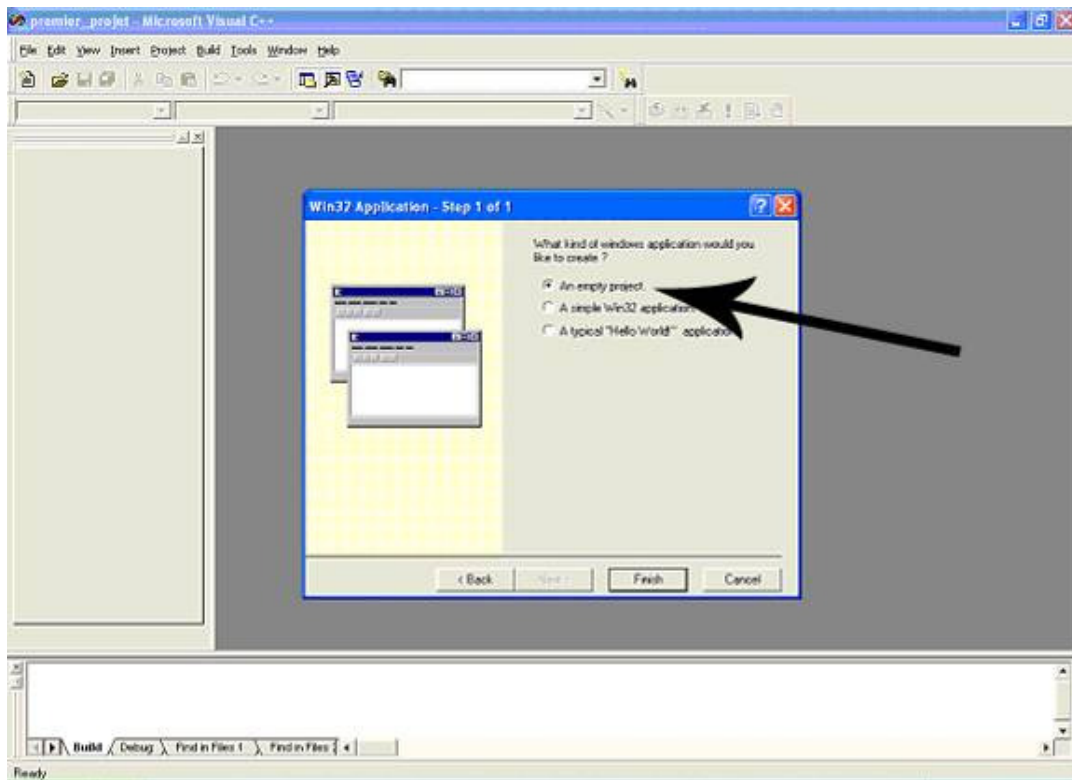 premier_projet - Microsoft Visual C++
File Edit View Insert Project Build Tools Window Help
Win32 Application - Step 1 of 1
What kind of windows application would you
like to create ?
An empty project.
A simple Win32 application
A typical "Hello World!" application
< Back Next > Finish Cancel
Build Debug Find in Files 1 Find in Files 2
Ready